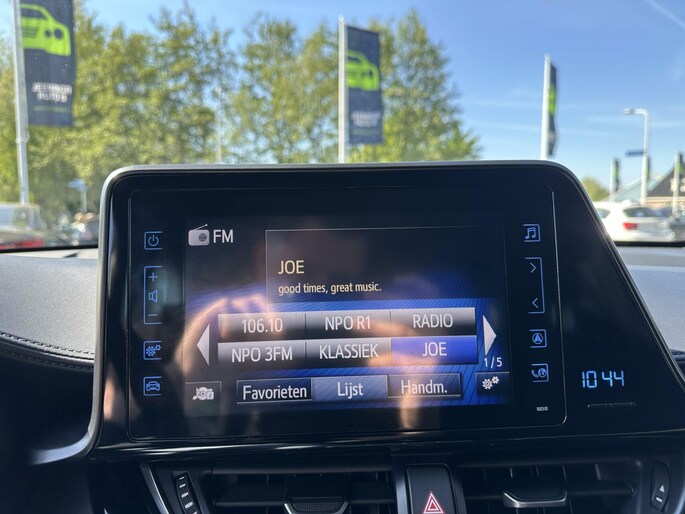 FM
JOE
good times, great music.
106.10 NPO R1 RADIO
NPO 3FM KLASSIEK JOE
1/5
Favorieten Lijst Handm.
10:44